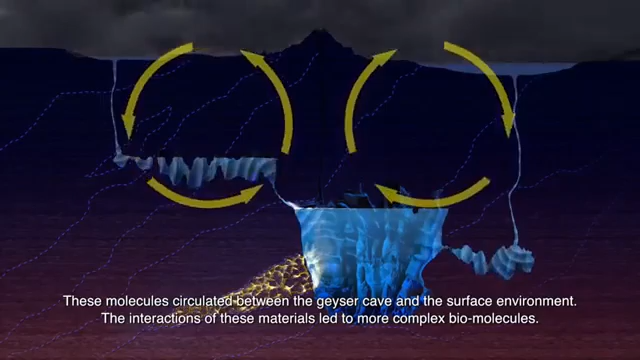 These molecules circulated between the geyser cave and the surface environment.
The interactions of these materials led to more complex bio-molecules.